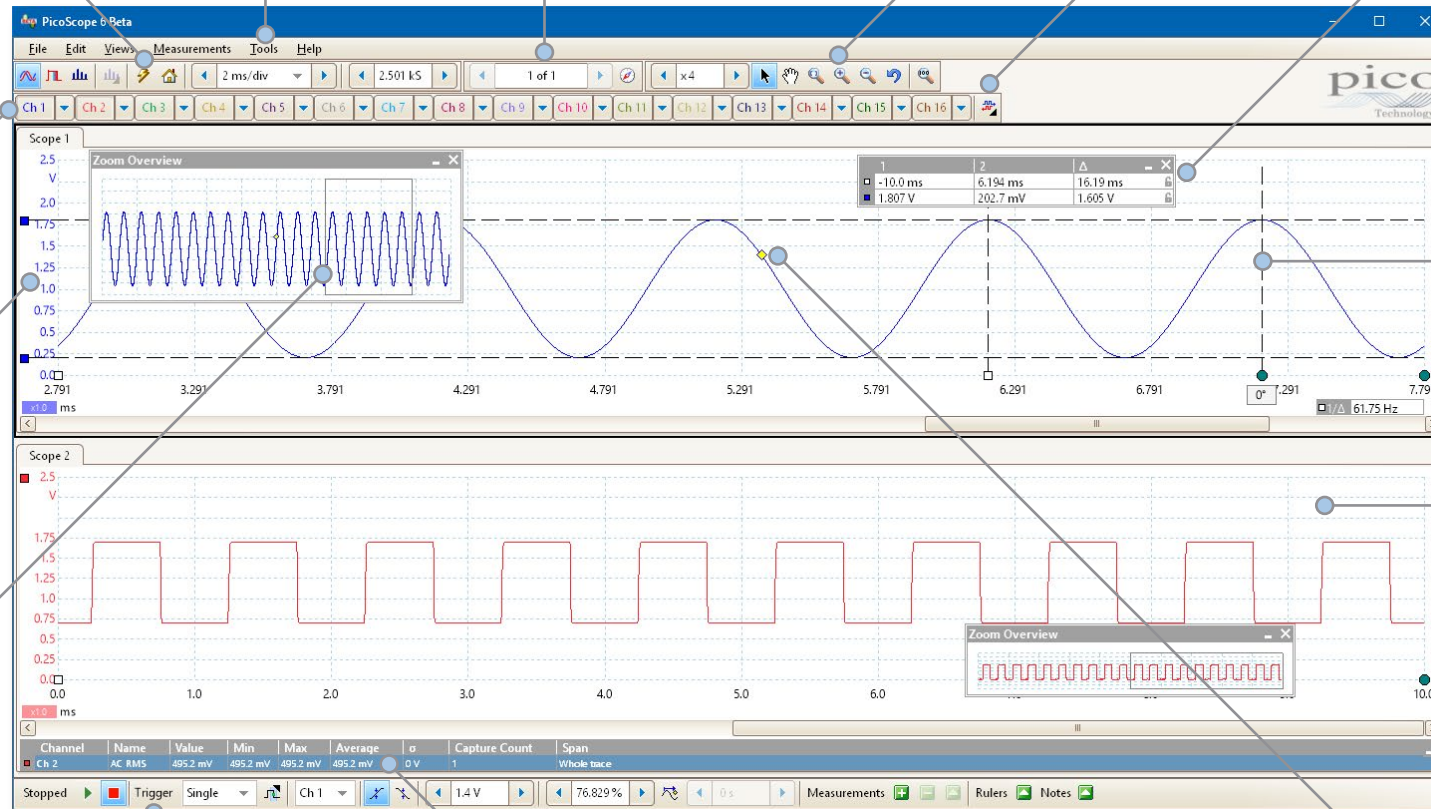 PicoScope 6 Beta
File Edit Views Measurements Tools Help
2 ms/div 2.501 kS 1 of 1 x4
pico
Technology
Ch 1 Ch 2 Ch 3 Ch 4 Ch 5 Ch 6 Ch 7 Ch 8 Ch 9 Ch 10 Ch 11 Ch 12 Ch 13 Ch 14 Ch 15 Ch 16
Scope 1
2.5
V
2.0
1.75
1.5
1.25
1.0
0.75
0.5
0.25
0.0
Zoom Overview
1 2 Δ
-10.0 ms 6.194 ms 16.19 ms
1.807 V 202.7 mV 1.605 V
2.791 3.291 3.791 4.291 4.791 5.291 5.791 6.291 6.791 7.291 7.79
0°
x1.0 ms
1/Δ 61.75 Hz
Scope 2
2.5
V
1.75
1.5
1.25
1.0
0.75
0.5
0.25
0.0
Zoom Overview
0.0 1.0 2.0 3.0 4.0 5.0 6.0 10.0
x1.0 ms
Channel Name Value Min Max Average σ Capture Count Span
Ch 2 AC RMS 495.2 mV 495.2 mV 495.2 mV 495.2 mV 0 V 1 Whole trace
Stopped Trigger Single Ch 1 1.4 V 76.829 % 0 s Measurements Rulers Notes